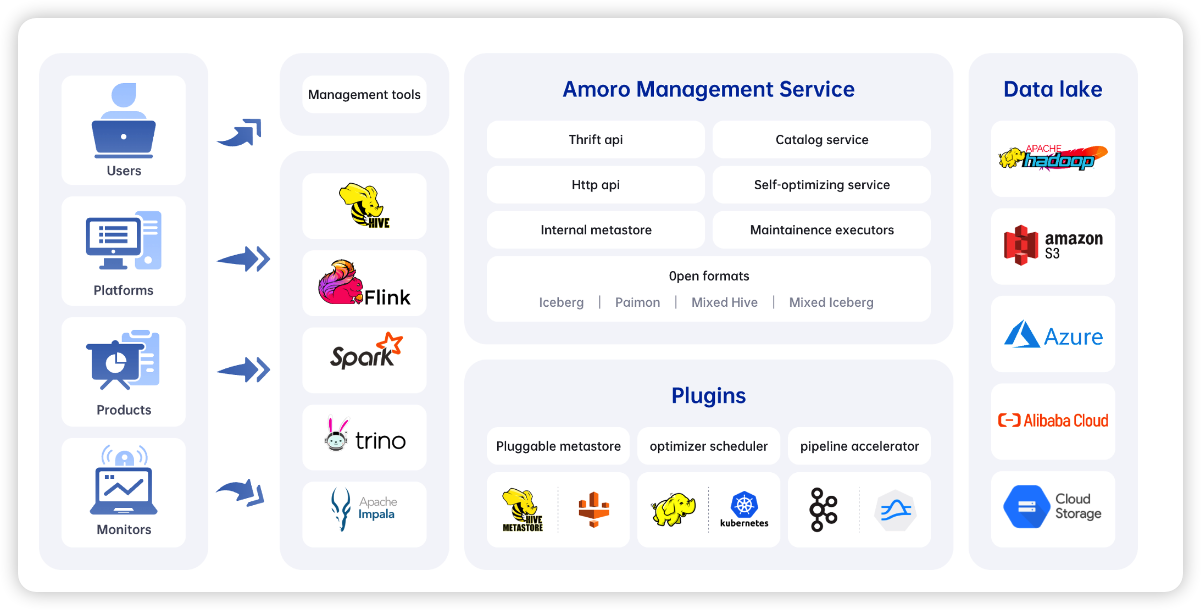 Users
Platforms
Products
Monitors
Management tools
HIVE
Flink
Spark
trino
Apache
Impala
Amoro Management Service
Thrift api
Catalog service
Http api
Self-optimizing service
Internal metastore
Maintainence executors
0pen formats
Iceberg | Paimon | Mixed Hive | Mixed Iceberg
Plugins
Pluggable metastore
optimizer scheduler
pipeline accelerator
HIVE
METASTORE
kubernetes
Data lake
APACHE
hadoop
amazon
S3
Azure
Alibaba Cloud
Cloud
Storage